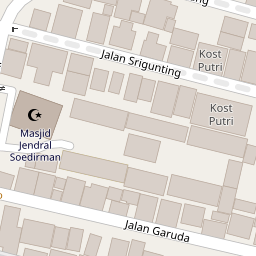 Jalan Srigunting
Kost
Putri
Kost
Putri
Masjid
Jendral
Soedirman
Jalan Garuda